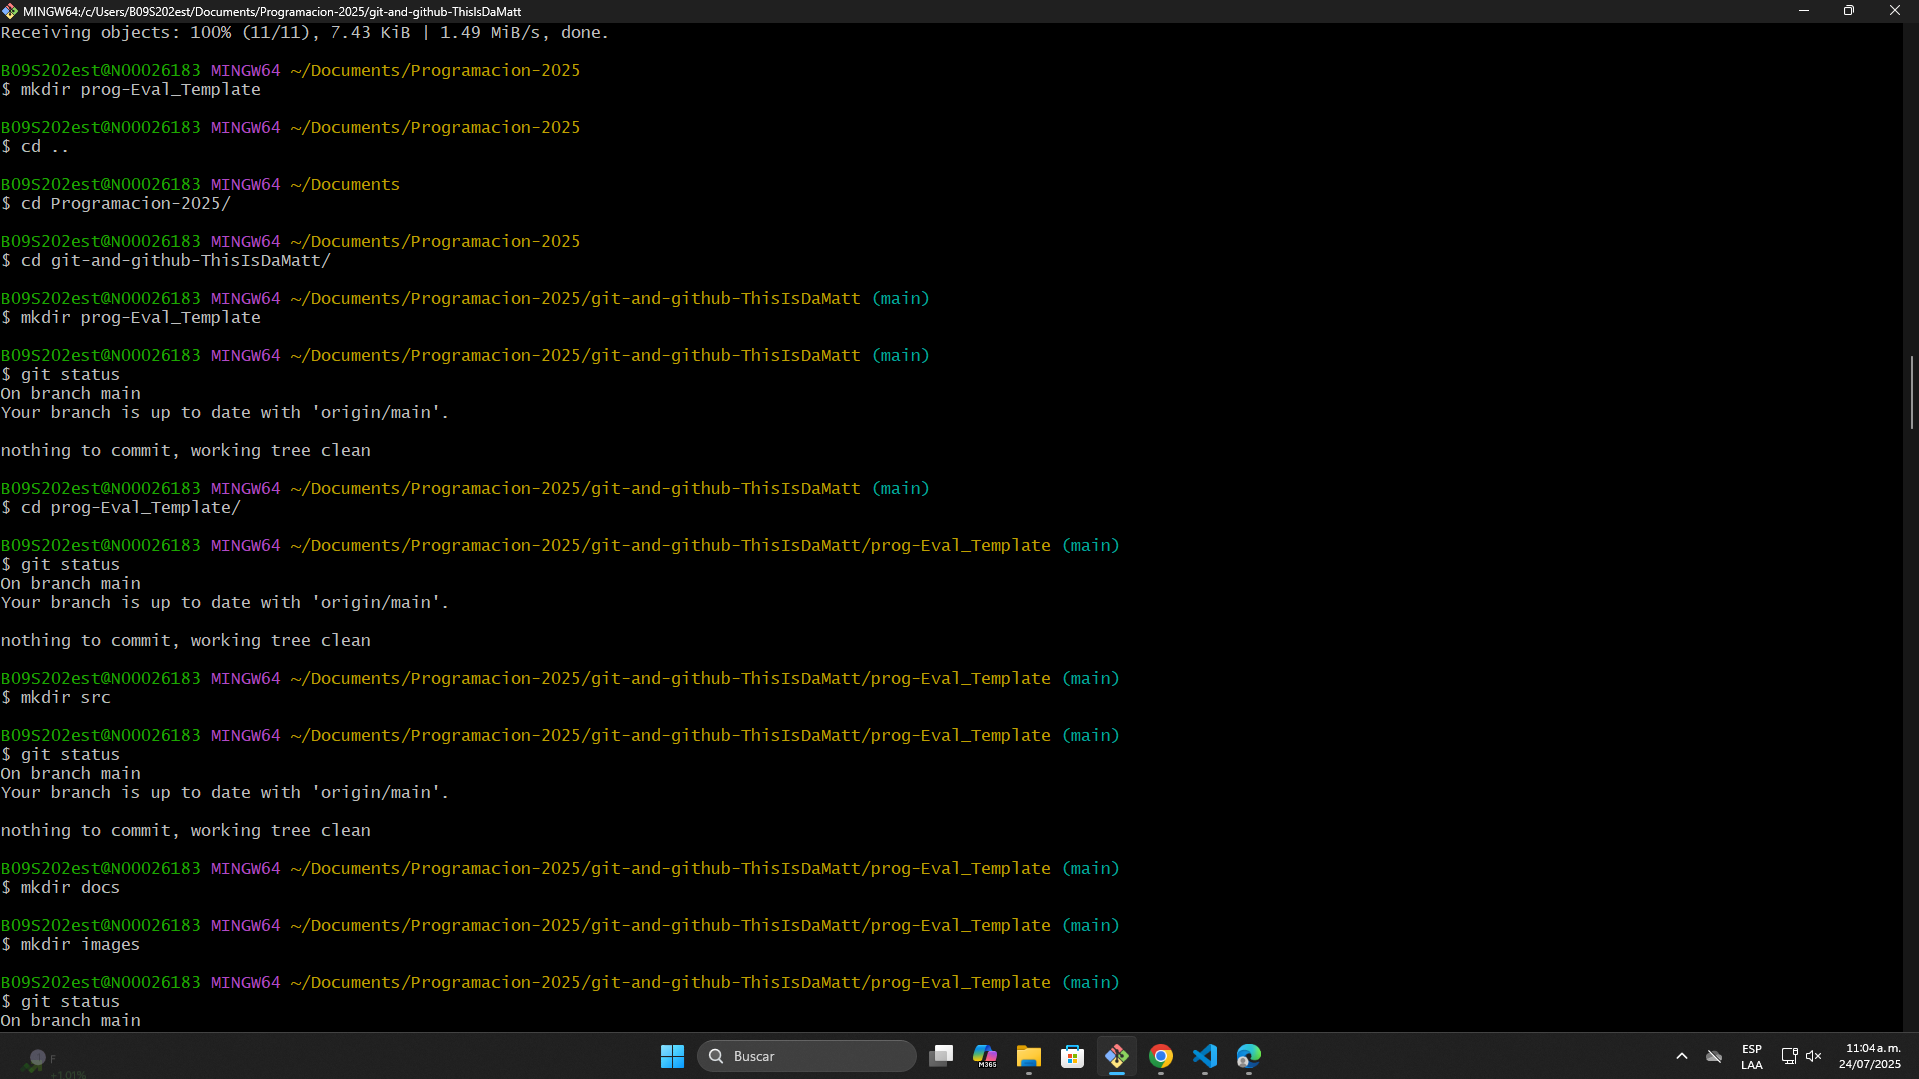 MINGW64:/c/Users/B09S202est/Documents/Programacion-2025/git-and-github-ThisIsDaMatt
Receiving objects: 100% (11/11), 7.43 KiB | 1.49 MiB/s, done.
B09S202est@N00026183 MINGW64 ~/Documents/Programacion-2025
$ mkdir prog-Eval_Template
B09S202est@N00026183 MINGW64 ~/Documents/Programacion-2025
$ cd ..
B09S202est@N00026183 MINGW64 ~/Documents
$ cd Programacion-2025/
B09S202est@N00026183 MINGW64 ~/Documents/Programacion-2025
$ cd git-and-github-ThisIsDaMatt/
B09S202est@N00026183 MINGW64 ~/Documents/Programacion-2025/git-and-github-ThisIsDaMatt (main)
$ mkdir prog-Eval_Template
B09S202est@N00026183 MINGW64 ~/Documents/Programacion-2025/git-and-github-ThisIsDaMatt (main)
$ git status
On branch main
Your branch is up to date with 'origin/main'.
nothing to commit, working tree clean
B09S202est@N00026183 MINGW64 ~/Documents/Programacion-2025/git-and-github-ThisIsDaMatt (main)
$ cd prog-Eval_Template/
B09S202est@N00026183 MINGW64 ~/Documents/Programacion-2025/git-and-github-ThisIsDaMatt/prog-Eval_Template (main)
$ git status
On branch main
Your branch is up to date with 'origin/main'.
nothing to commit, working tree clean
B09S202est@N00026183 MINGW64 ~/Documents/Programacion-2025/git-and-github-ThisIsDaMatt/prog-Eval_Template (main)
$ mkdir src
B09S202est@N00026183 MINGW64 ~/Documents/Programacion-2025/git-and-github-ThisIsDaMatt/prog-Eval_Template (main)
$ git status
On branch main
Your branch is up to date with 'origin/main'.
nothing to commit, working tree clean
B09S202est@N00026183 MINGW64 ~/Documents/Programacion-2025/git-and-github-ThisIsDaMatt/prog-Eval_Template (main)
$ mkdir docs
B09S202est@N00026183 MINGW64 ~/Documents/Programacion-2025/git-and-github-ThisIsDaMatt/prog-Eval_Template (main)
$ mkdir images
B09S202est@N00026183 MINGW64 ~/Documents/Programacion-2025/git-and-github-ThisIsDaMatt/prog-Eval_Template (main)
$ git status
On branch main
F
+1.01%
Buscar
M365
ESP
LAA
11:04 a. m.
24/07/2025